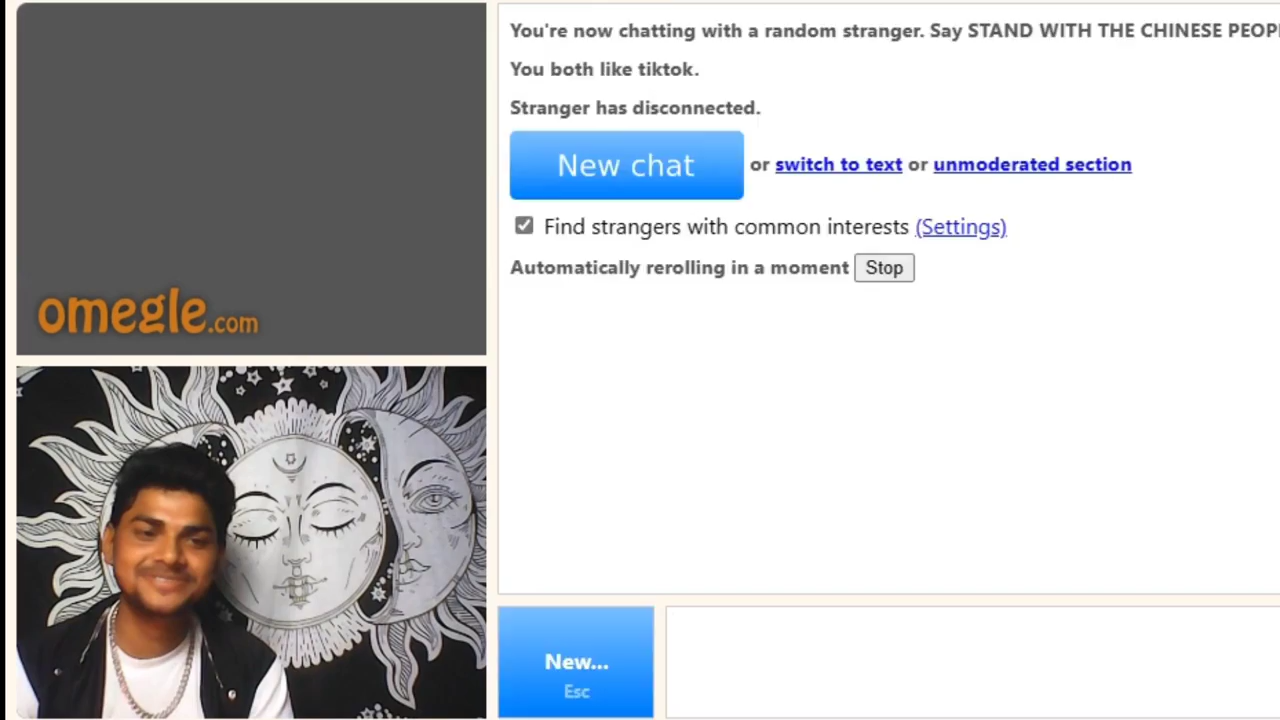 You're now chatting with a random stranger. Say STAND WITH THE CHINESE
You both like tiktok.
Stranger has disconnected.
New chat or switch to text or unmoderated section
Find strangers with common interests (Settings)
Automatically rerolling in a moment Stop
omegle.com
New...
Esc